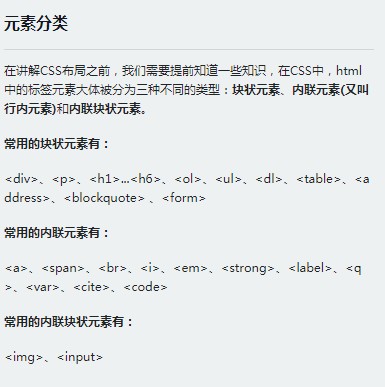 元素分类
在讲解CSS布局之前，我们需要提前知道一些知识，在CSS中，html
中的标签元素大体被分为三种不同的类型：块状元素、内联元素(又叫
行内元素)和内联块状元素。
常用的块状元素有：
<div>、<p>、<h1>...<h6>、<ol>、<ul>、<dl>、<table>、<a
ddress>、<blockquote> 、<form>
常用的内联元素有：
<a>、<span>、<br>、<i>、<em>、<strong>、<label>、<q
>、<var>、<cite>、<code>
常用的内联块状元素有：
<img>、<input>